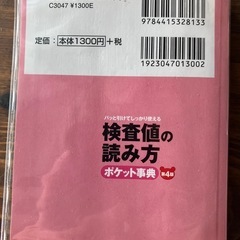 9784415328133
C3047 ¥1300E
定価:本体1300円+税
1923047013002
パッと引けてしっかり使える
検査値の
読み方
ポケット事典
第4版